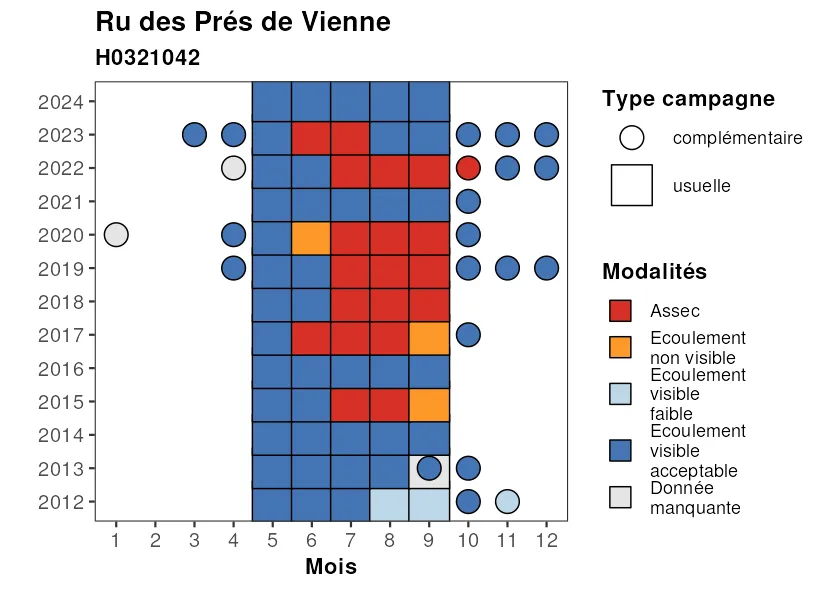 Ru des Prés de Vienne
H0321042
2024
2023
2022
2021
2020
2019
2018
2017
2016
2015
2014
2013
2012
1 2 3 4 5 6 7 8 9 10 11 12
Mois
Type campagne
complémentaire
usuelle
Modalités
Assec
Ecoulement
non visible
Ecoulement
visible
faible
Ecoulement
visible
acceptable
Donnée
manquante